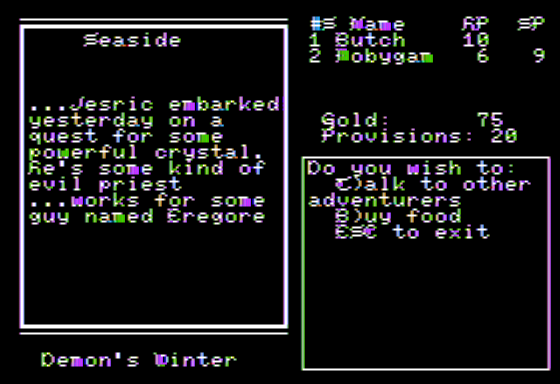 Seaside
...Jesric embarked
yesterday on a
quest for some
powerful crystal.
He's some kind of
evil priest
...works for some
guy named Eregore
Demon's Winter
#S Name HP SP
1 Butch 10
2 Mobygam 6 9
Gold: 75
Provisions: 20
Do you wish to:
T)alk to other
adventurers
B)uy food
ESC to exit